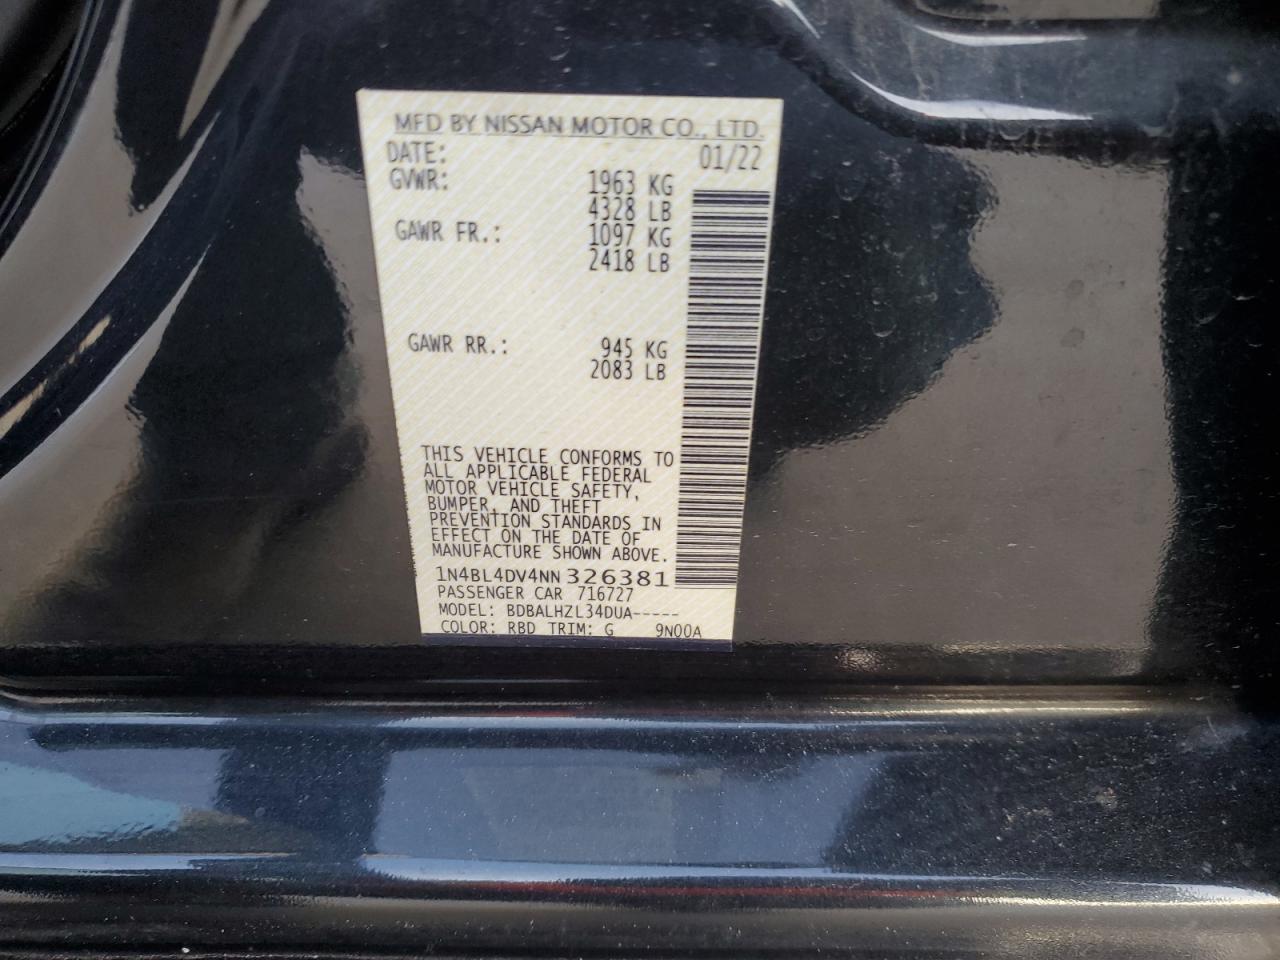 MFD BY NISSAN MOTOR CO., LTD.
DATE: 01/22
GVWR: 1963 KG
4328 LB
GAWR FR.: 1097 KG
2418 LB
GAWR RR.: 945 KG
2083 LB
THIS VEHICLE CONFORMS TO
ALL APPLICABLE FEDERAL
MOTOR VEHICLE SAFETY,
BUMPER, AND THEFT
PREVENTION STANDARDS IN
EFFECT ON THE DATE OF
MANUFACTURE SHOWN ABOVE.
1N4BL4DV4NN326381
PASSENGER CAR 716727
MODEL: BDBALHZL34DUA-----
COLOR: RBD TRIM: G 9N00A